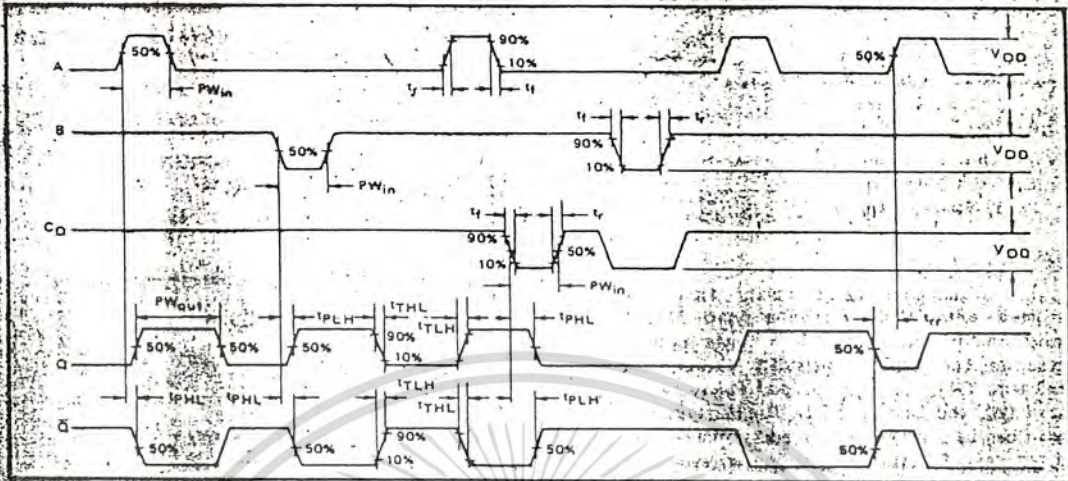 A 50% 90% 10% 50% VDD
PWin tr tf
B 50% tf tr 90% 10% VDD
PWin
CD tf tr 90% 10% 50% VDD
PWin
PWout tPLH tTHL tTLH tPHL trr
Q 50% 50% 50% 90% 10% 50%
tPHL tPHL tTLH tTHL tPLH
Q 50% 50% 90% 10% 50% 50%